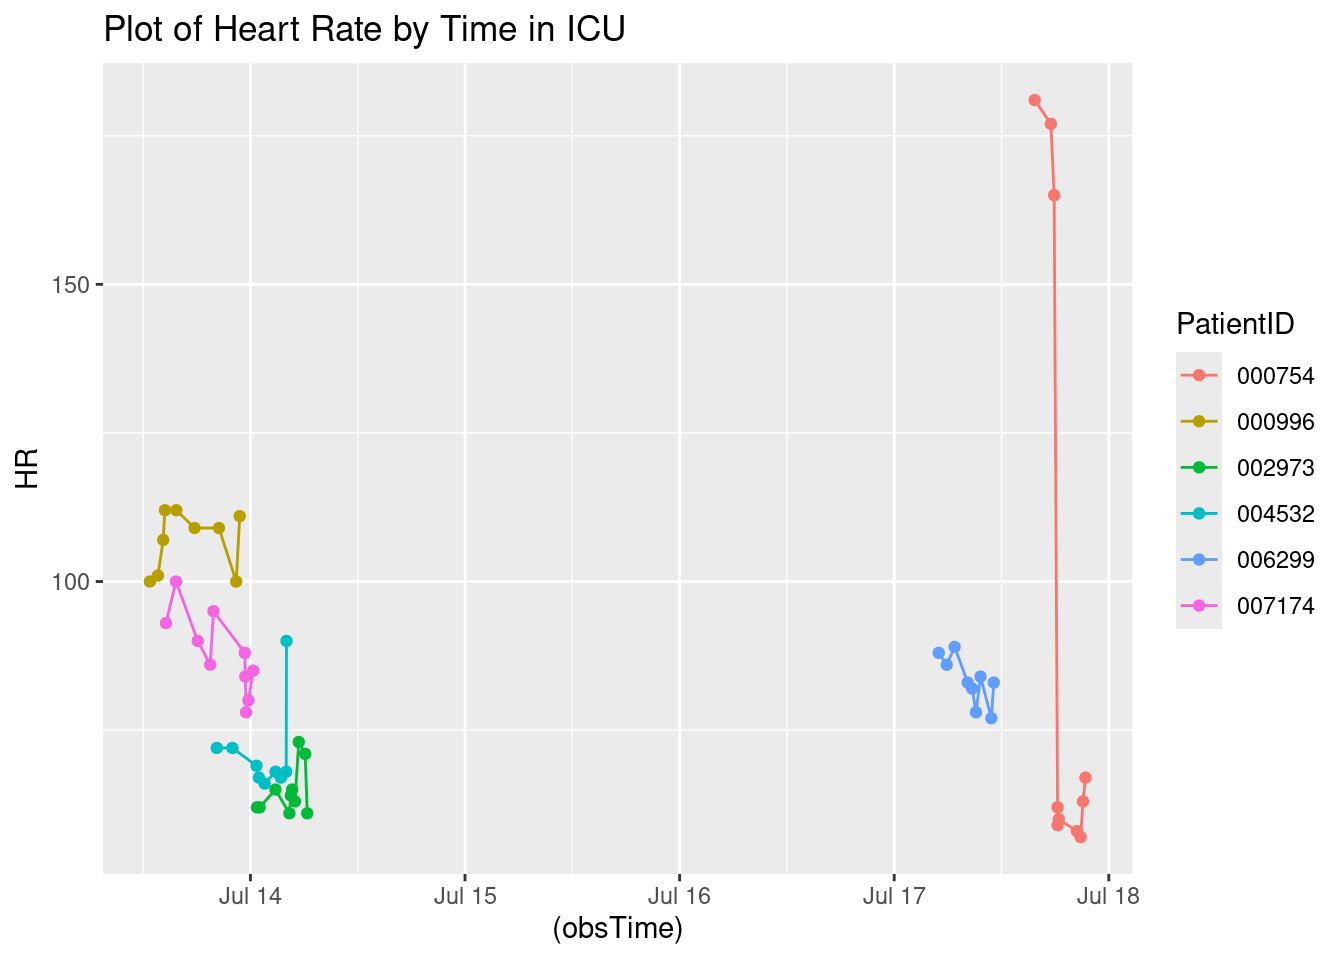 Plot of Heart Rate by Time in ICU
150
100
HR
Jul 14
Jul 15
Jul 16
Jul 17
Jul 18
(obsTime)
PatientID
000754
000996
002973
004532
006299
007174